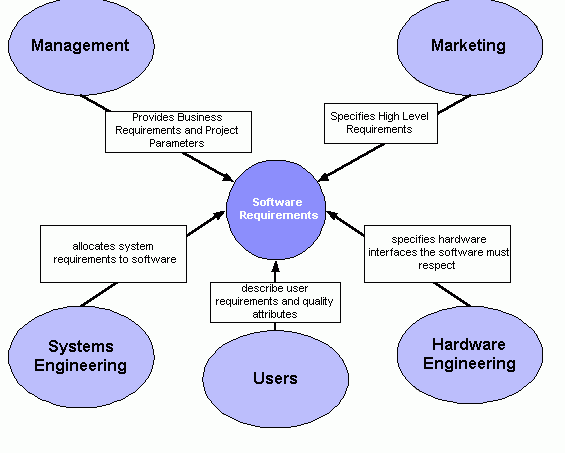 Management
Marketing
Provides Business
Requirements and Project
Parameters
Specifies High Level
Requirements
Software
Requirements
allocates system
requirements to software
specifies hardware
interfaces the software must
respect
describe user
requirements and quality
attributes
Systems
Engineering
Users
Hardware
Engineering